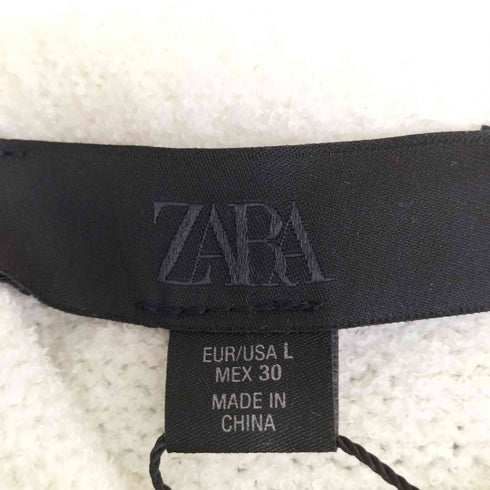 ZARA
EUR/USA L
MEX 30
MADE IN
CHINA